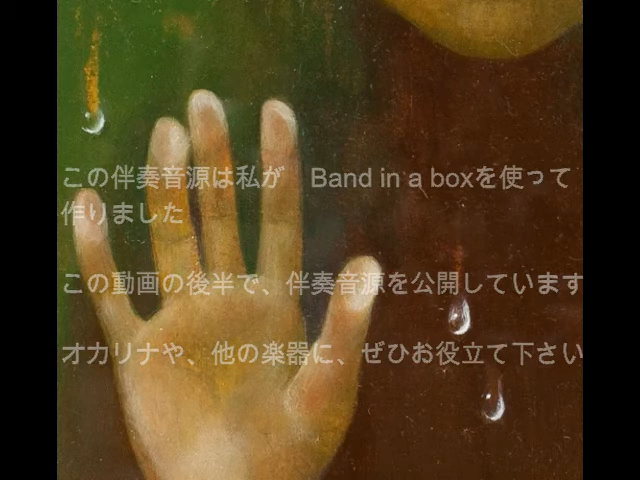 この伴奏音源は私が　Band in a boxを使って
作りました
この動画の後半で、伴奏音源を公開しています
オカリナや、他の楽器に、ぜひお役立て下さい